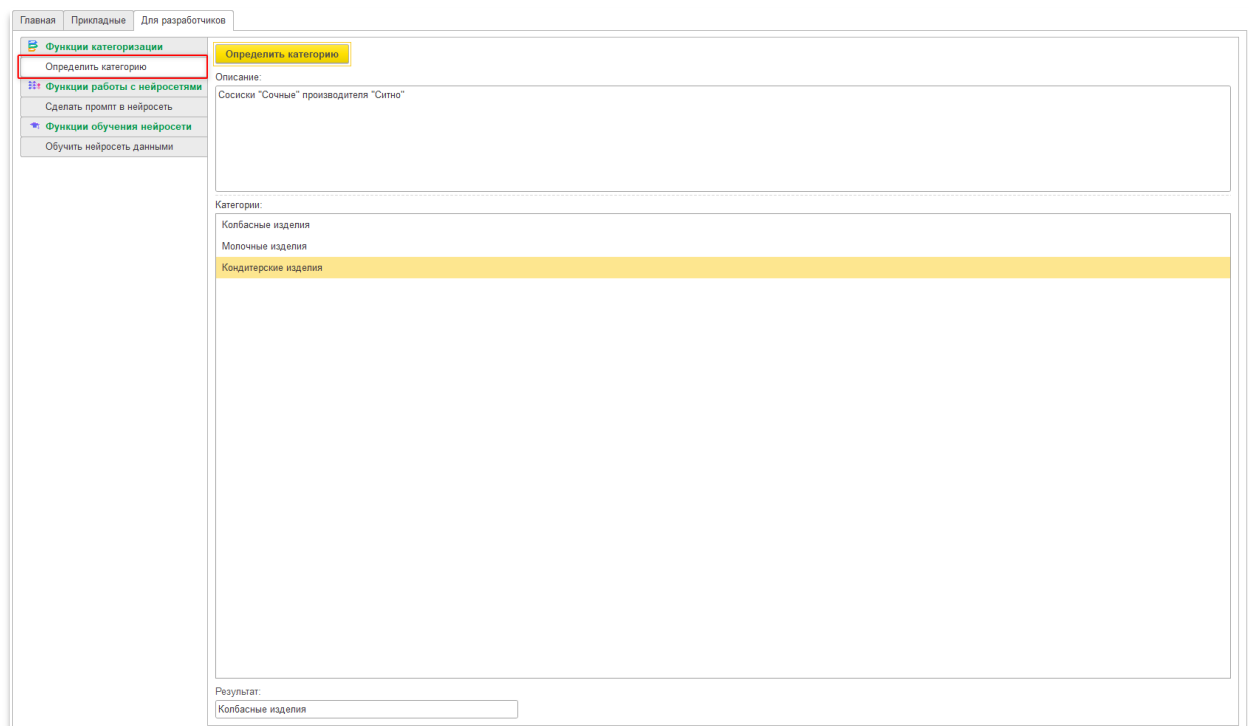 Главная Прикладные Для разработчиков
Функции категоризации
Определить категорию
Функции работы с нейросетями
Сделать промпт в нейросеть
Функции обучения нейросети
Обучить нейросеть данными
Определить категорию
Описание:
Сосиски "Сочные" производителя "Ситно"
Категории:
Колбасные изделия
Молочные изделия
Кондитерские изделия
Результат:
Колбасные изделия